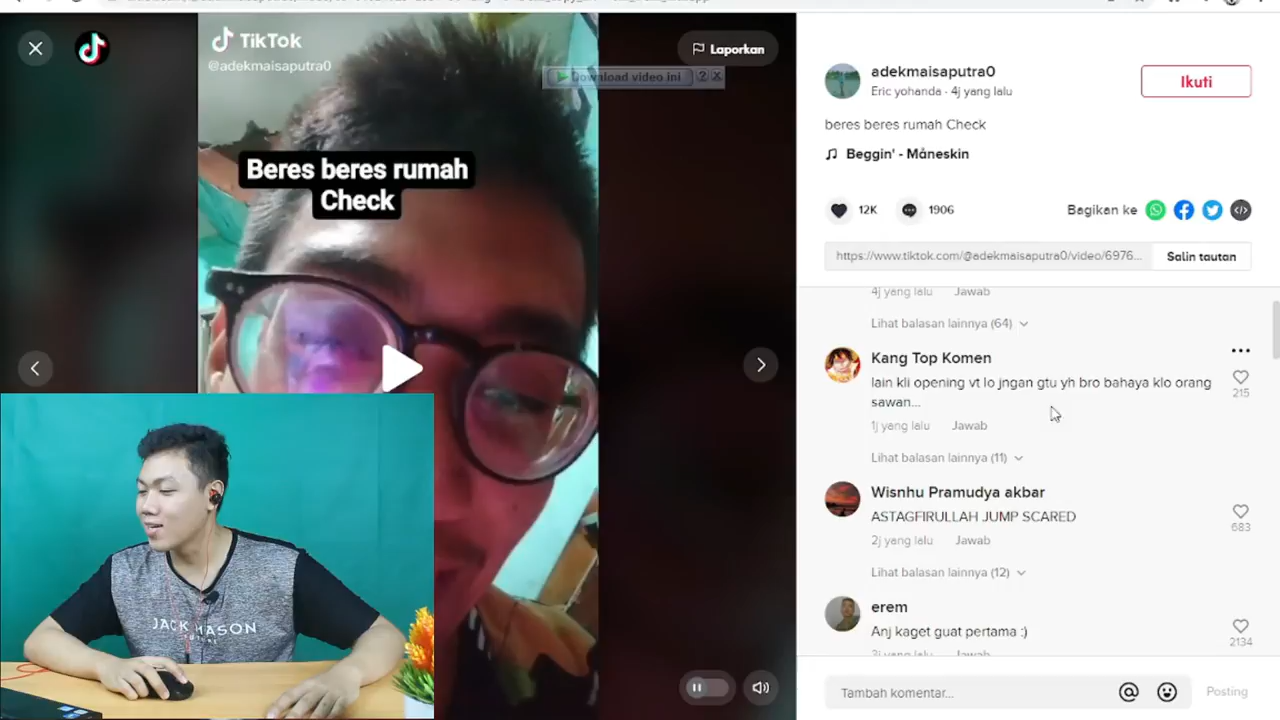 TikTok
@adekmaisaputra0
Laporkan
Download video ini
?
X
Beres beres rumah
Check
JACK MASON
adekmaisaputra0
Eric yohanda · 4j yang lalu
Ikuti
beres beres rumah Check
Beggin' - Måneskin
12K
1906
Bagikan ke
https://www.tiktok.com/@adekmaisaputra0/video/6976...
Salin tautan
4j yang lalu Jawab
Lihat balasan lainnya (64)
Kang Top Komen
lain kli opening vt lo jngan gtu yh bro bahaya klo orang
sawan...
215
1j yang lalu Jawab
Lihat balasan lainnya (11)
Wisnhu Pramudya akbar
ASTAGFIRULLAH JUMP SCARED
683
2j yang lalu Jawab
Lihat balasan lainnya (12)
erem
Anj kaget guat pertama :)
2134
3j yang lalu Jawab
Tambah komentar...
Posting